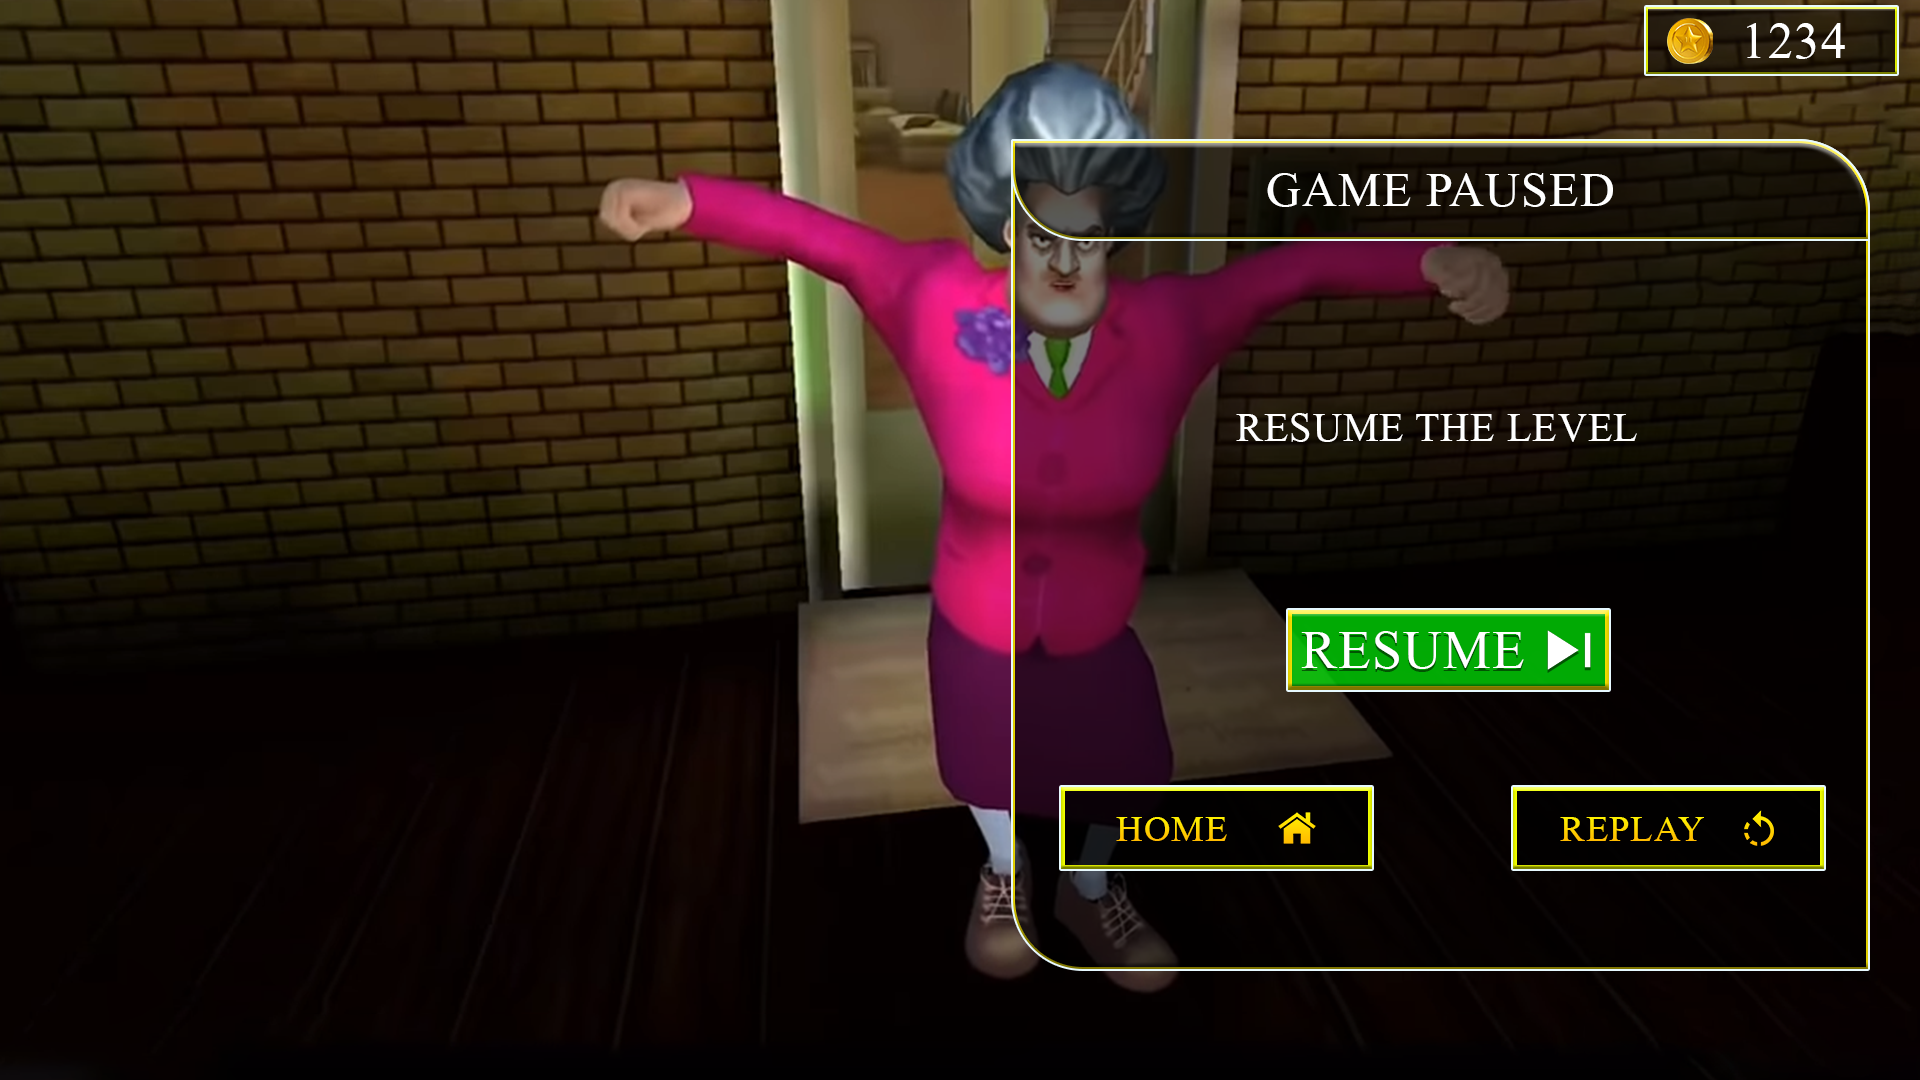 1234
GAME PAUSED
RESUME THE LEVEL
RESUME
HOME
REPLAY